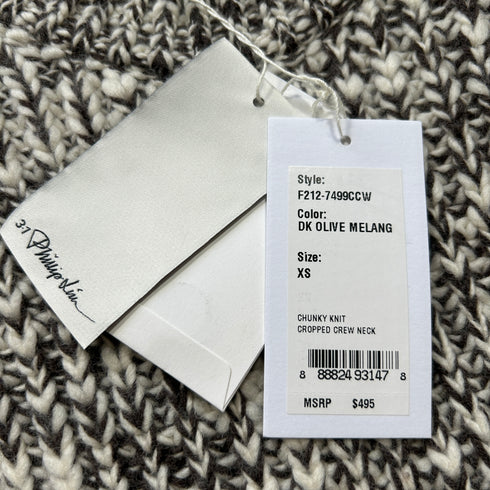 3.1 Phillip Lim
Style:
F212-7499CCW
Color:
DK OLIVE MELANG
Size:
XS
CHUNKY KNIT
CROPPED CREW NECK
8 88824 93147 8
MSRP $495